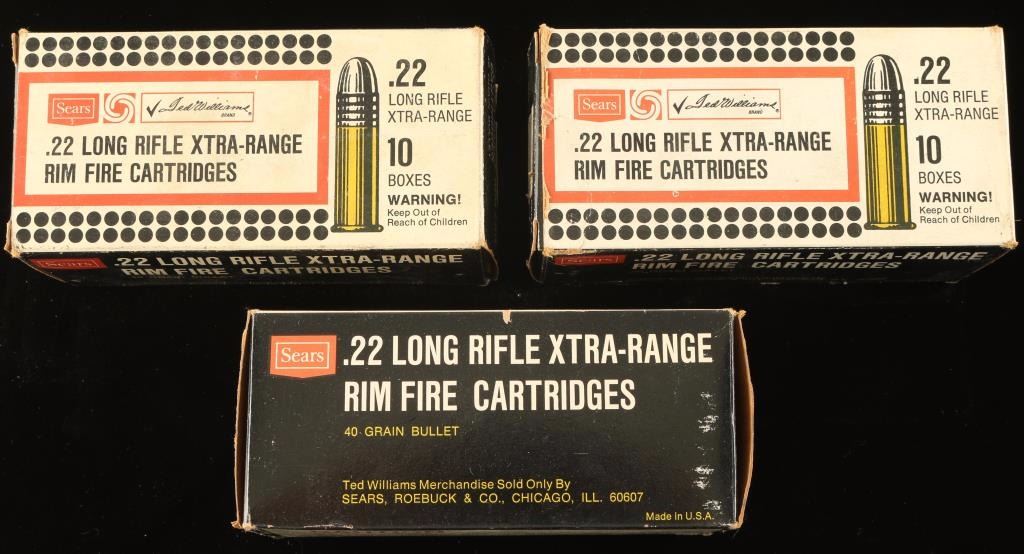 Sears
Ted Williams
BRAND
®
.22 LONG RIFLE XTRA-RANGE
RIM FIRE CARTRIDGES
.22
LONG RIFLE
XTRA-RANGE
10
BOXES
WARNING!
Keep Out of
Reach of Children
Sears
.22 LONG RIFLE XTRA-RANGE
RIM FIRE CARTRIDGES
Sears
Ted Williams
BRAND
®
.22 LONG RIFLE XTRA-RANGE
RIM FIRE CARTRIDGES
.22
LONG RIFLE
XTRA-RANGE
10
BOXES
WARNING!
Keep Out of
Reach of Children
Sears
.22 LONG RIFLE XTRA-RANGE
RIM FIRE CARTRIDGES
Sears
.22 LONG RIFLE XTRA-RANGE
RIM FIRE CARTRIDGES
40 GRAIN BULLET
Ted Williams Merchandise Sold Only By
SEARS, ROEBUCK & CO., CHICAGO, ILL. 60607
Made in U.S.A.